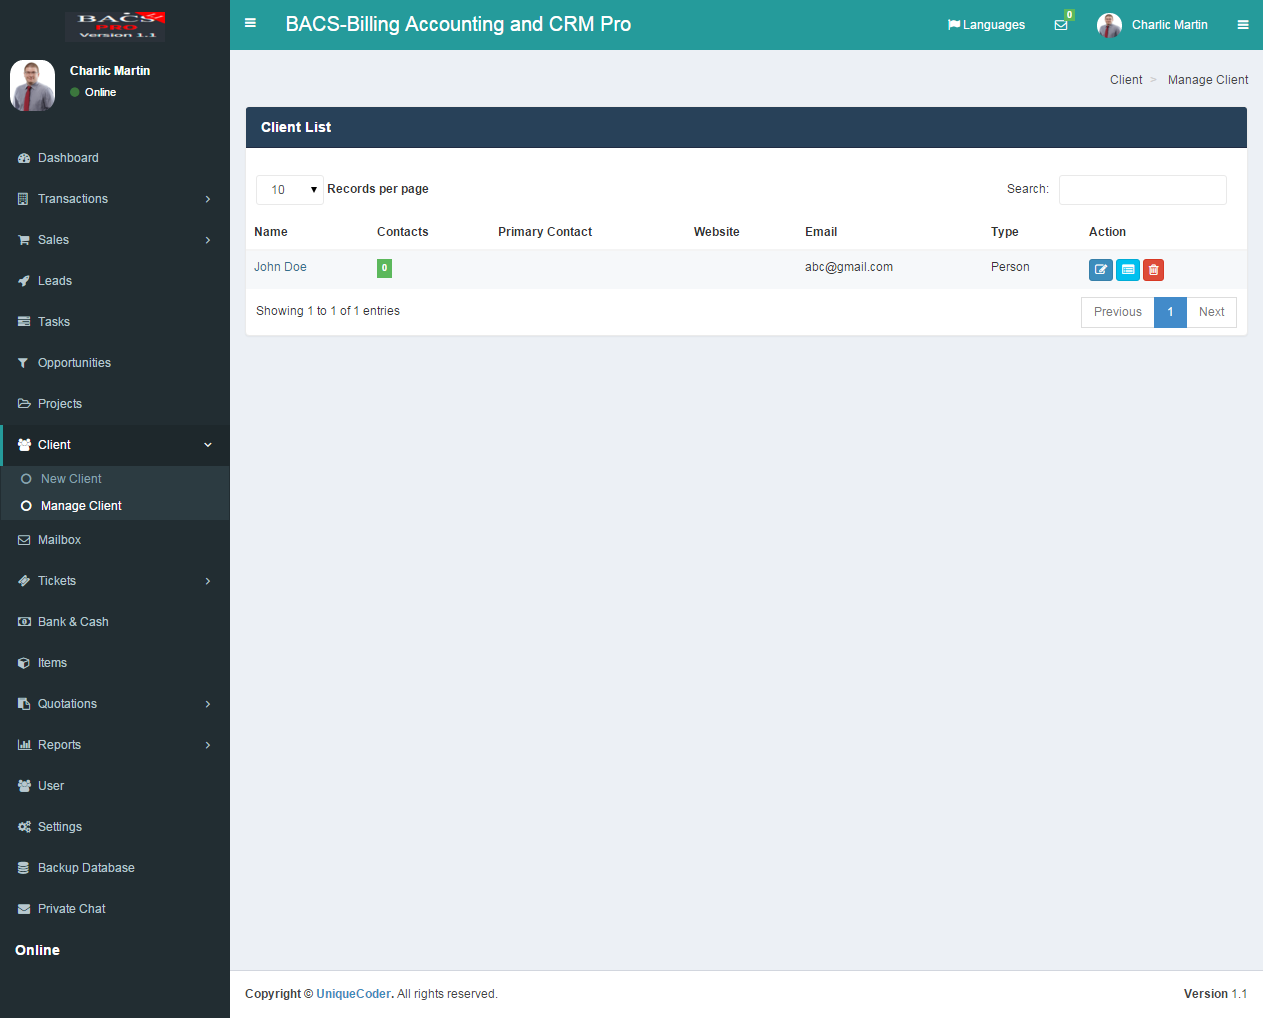 BACS
PRO
Version 1.1
BACS-Billing Accounting and CRM Pro
Languages
0
Charlic Martin
Charlic Martin
Online
Client > Manage Client
Dashboard
Transactions
Sales
Leads
Tasks
Opportunities
Projects
Client
New Client
Manage Client
Mailbox
Tickets
Bank & Cash
Items
Quotations
Reports
User
Settings
Backup Database
Private Chat
Online
Client List
10 Records per page
Search:
Name Contacts Primary Contact Website Email Type Action
John Doe 0 abc@gmail.com Person
Showing 1 to 1 of 1 entries
Previous 1 Next
Copyright © UniqueCoder. All rights reserved.
Version 1.1